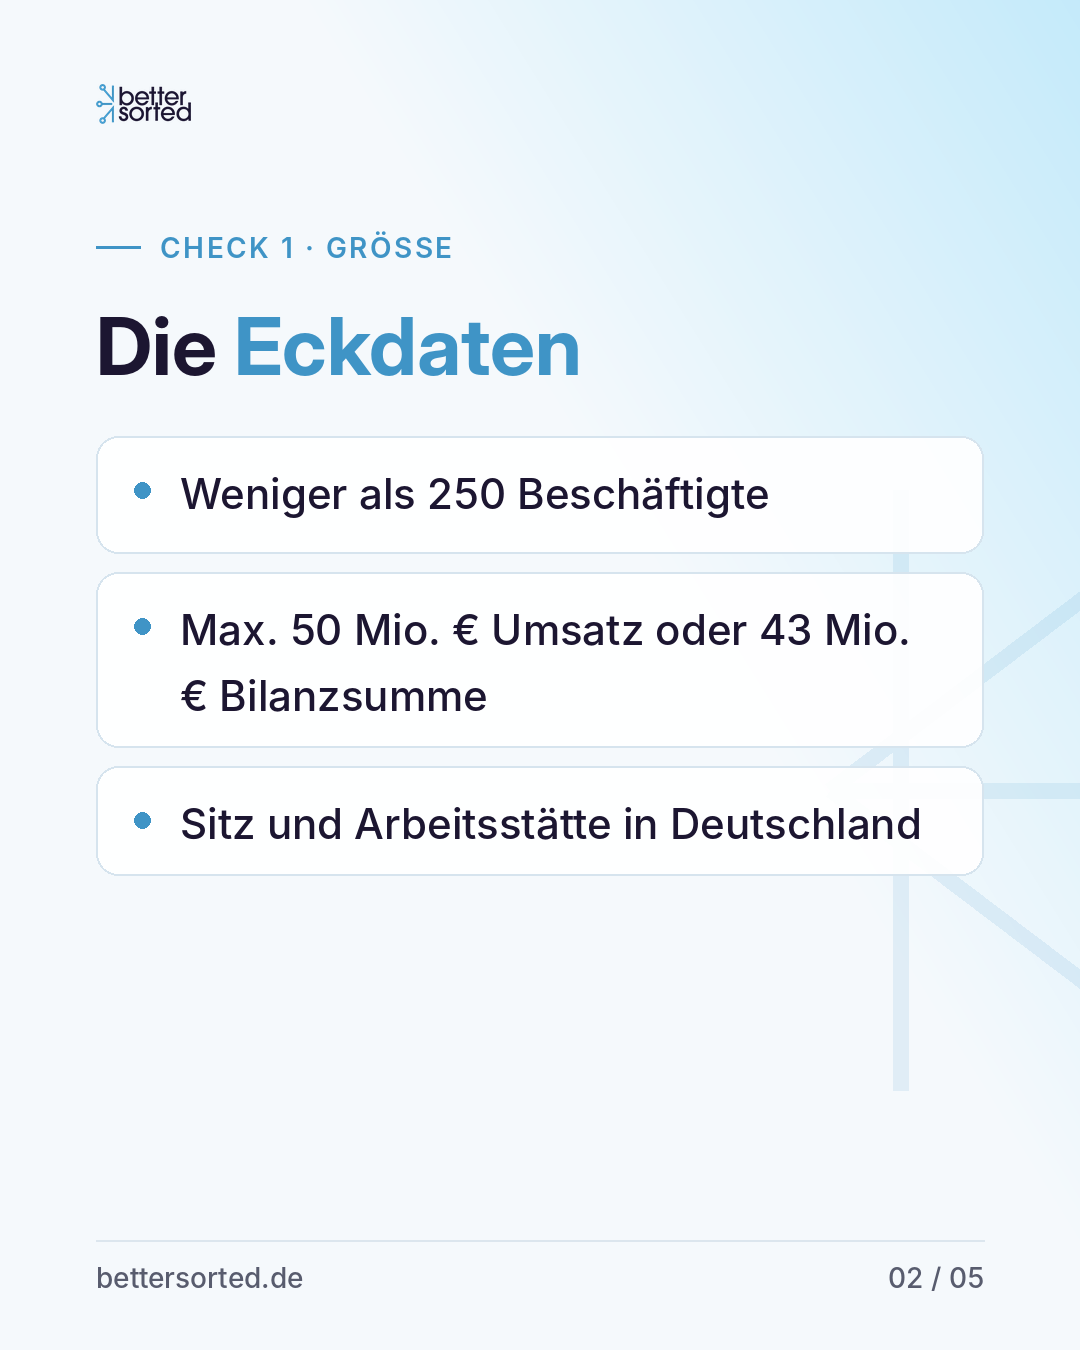 better
sorted
CHECK 1 · GRÖSSE
Die Eckdaten
Weniger als 250 Beschäftigte
Max. 50 Mio. € Umsatz oder 43 Mio.
€ Bilanzsumme
Sitz und Arbeitsstätte in Deutschland
bettersorted.de
02 / 05